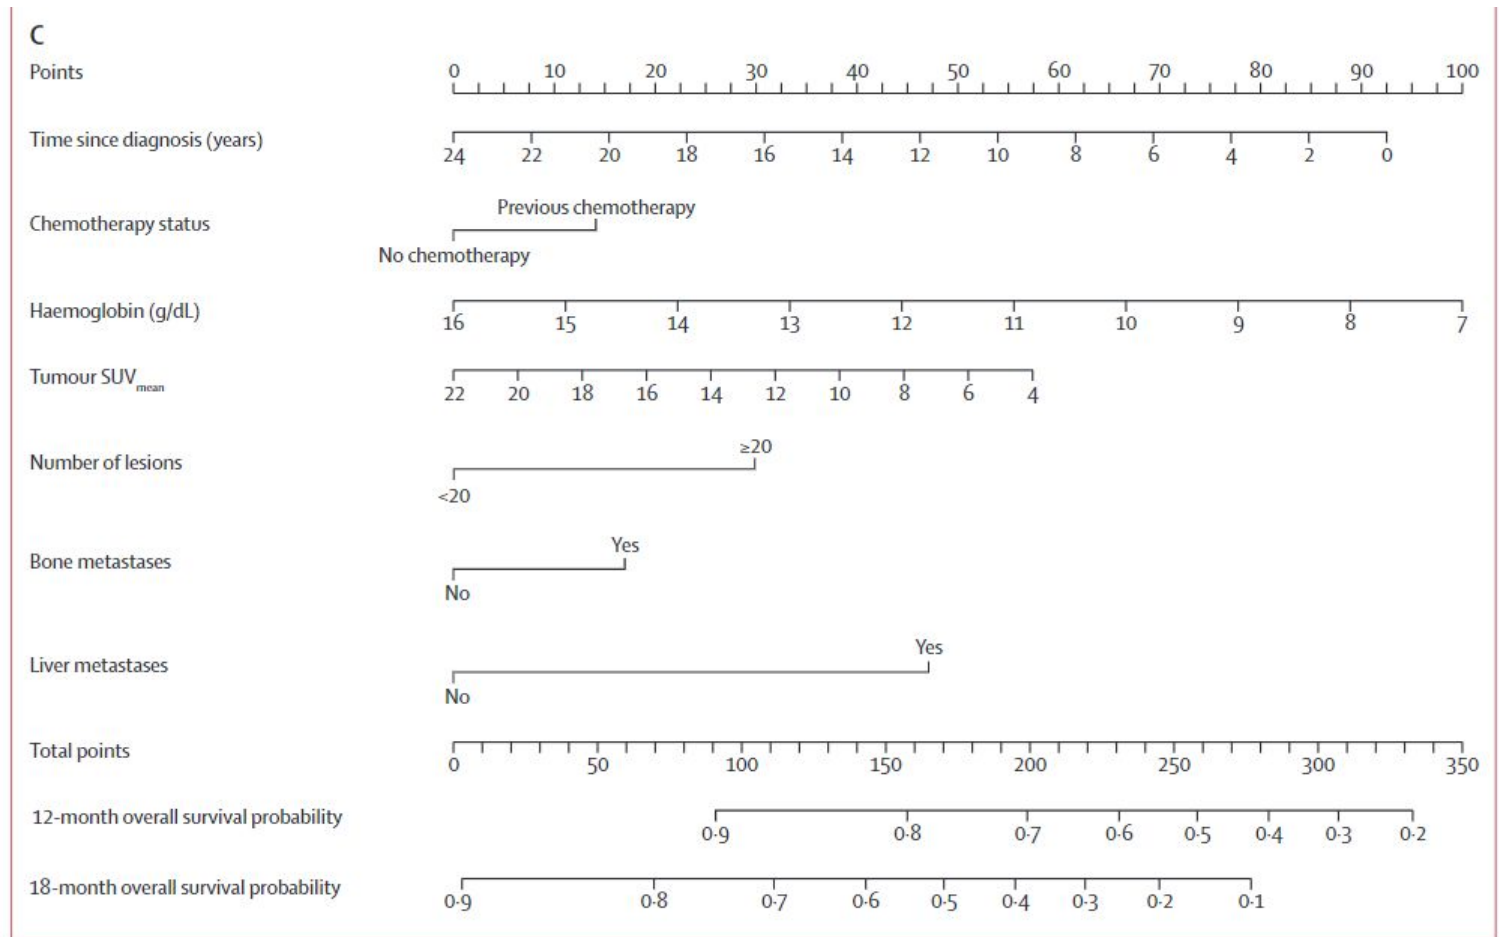 C
Points 0 10 20 30 40 50 60 70 80 90 100
Time since diagnosis (years) 24 22 20 18 16 14 12 10 8 6 4 2 0
Previous chemotherapy
Chemotherapy status
No chemotherapy
Haemoglobin (g/dL) 16 15 14 13 12 11 10 9 8 7
Tumour SUVmean 22 20 18 16 14 12 10 8 6 4
≥20
Number of lesions
<20
Yes
Bone metastases
No
Yes
Liver metastases
No
Total points 0 50 100 150 200 250 300 350
12-month overall survival probability 0·9 0·8 0·7 0·6 0·5 0·4 0·3 0·2
18-month overall survival probability 0·9 0·8 0·7 0·6 0·5 0·4 0·3 0·2 0·1